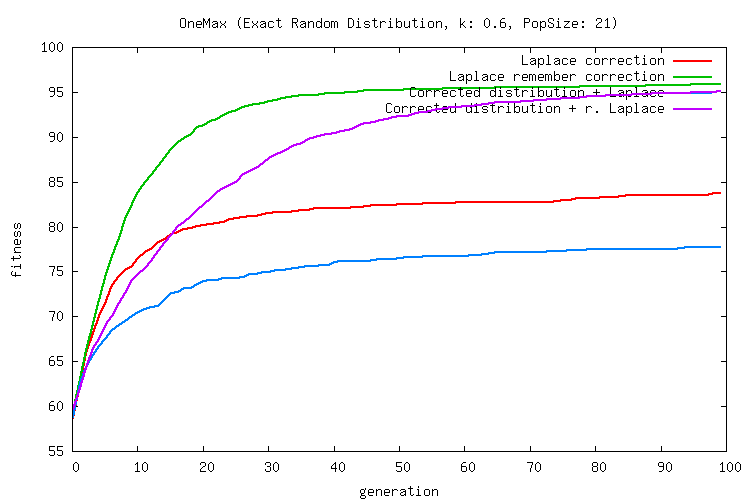 OneMax (Exact Random Distribution, k: 0.6, PopSize: 21)
100
95
90
85
80
75
70
65
60
55
fitness
Laplace correction
Laplace remember correction
Corrected distribution + Laplace
Corrected distribution + r. Laplace
0 10 20 30 40 50 60 70 80 90 100
generation